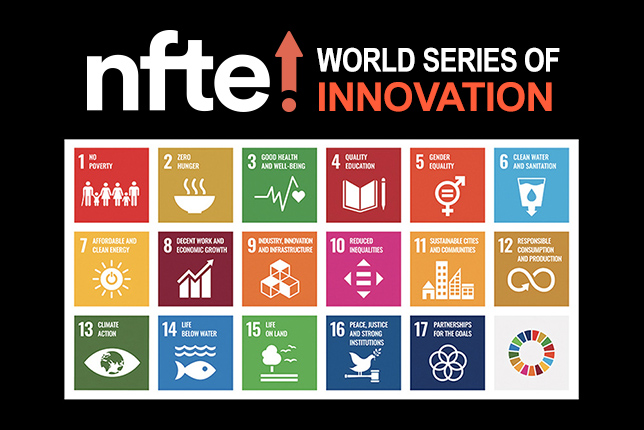 nfte!
WORLD SERIES OF
INNOVATION
1 NO
POVERTY
2 ZERO
HUNGER
3 GOOD HEALTH
AND WELL-BEING
4 QUALITY
EDUCATION
5 GENDER
EQUALITY
6 CLEAN WATER
AND SANITATION
7 AFFORDABLE AND
CLEAN ENERGY
8 DECENT WORK AND
ECONOMIC GROWTH
9 INDUSTRY, INNOVATION
AND INFRASTRUCTURE
10 REDUCED
INEQUALITIES
11 SUSTAINABLE CITIES
AND COMMUNITIES
12 RESPONSIBLE
CONSUMPTION
AND PRODUCTION
13 CLIMATE
ACTION
14 LIFE
BELOW WATER
15 LIFE
ON LAND
16 PEACE, JUSTICE
AND STRONG
INSTITUTIONS
17 PARTNERSHIPS
FOR THE GOALS